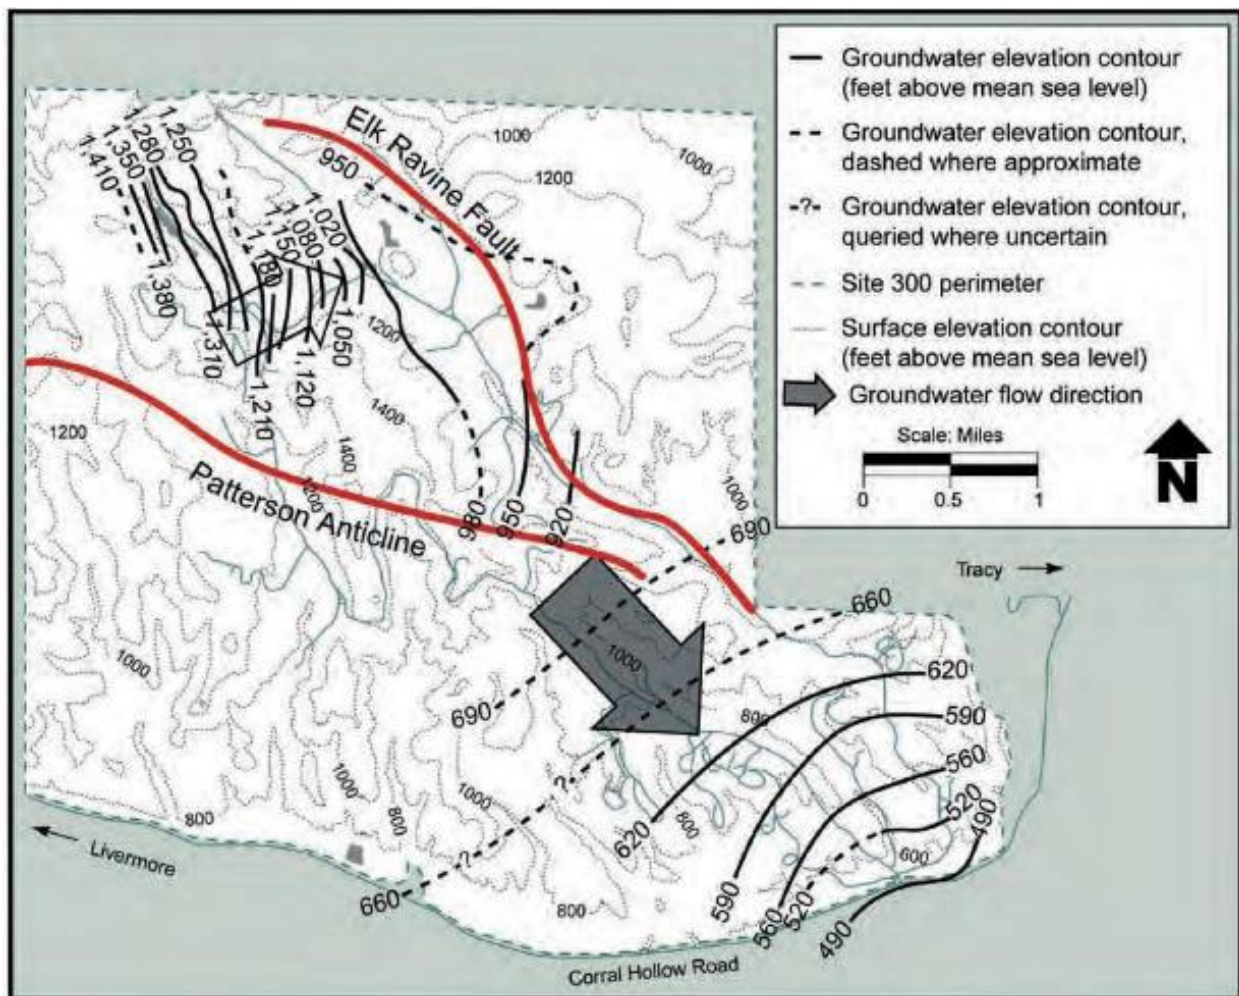 Groundwater elevation contour
(feet above mean sea level)
Groundwater elevation contour,
dashed where approximate
-?- Groundwater elevation contour,
queried where uncertain
Site 300 perimeter
Surface elevation contour
(feet above mean sea level)
Groundwater flow direction
Scale: Miles
0 0.5 1
N
Elk Ravine Fault
Patterson Anticline
1,410
1,350
1,280
1,250
1,380
1,310
1,180
1,150
1,080
1,020
1,210
1,120
1,050
950
1000
1200
1000
1200
1400
1400
1200
1200
980
950
920
1000
690
Tracy
660
1000
1000
690
620
800
590
?
560
1000
1000
800
800
620
800
520
490
600
Livermore
?
660
800
590
560
520
490
Corral Hollow Road